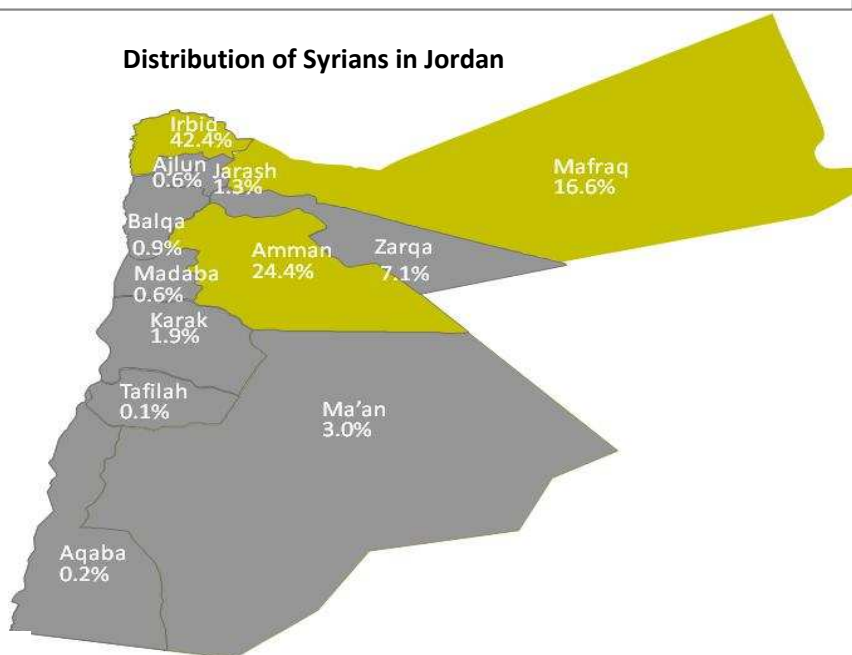 Distribution of Syrians in Jordan
Irbid
42.4%
Ajlun
0.6%
Jarash
1.3%
Mafraq
16.6%
Balqa
0.9%
Amman
24.4%
Zarqa
7.1%
Madaba
0.6%
Karak
1.9%
Tafilah
0.1%
Ma'an
3.0%
Aqaba
0.2%